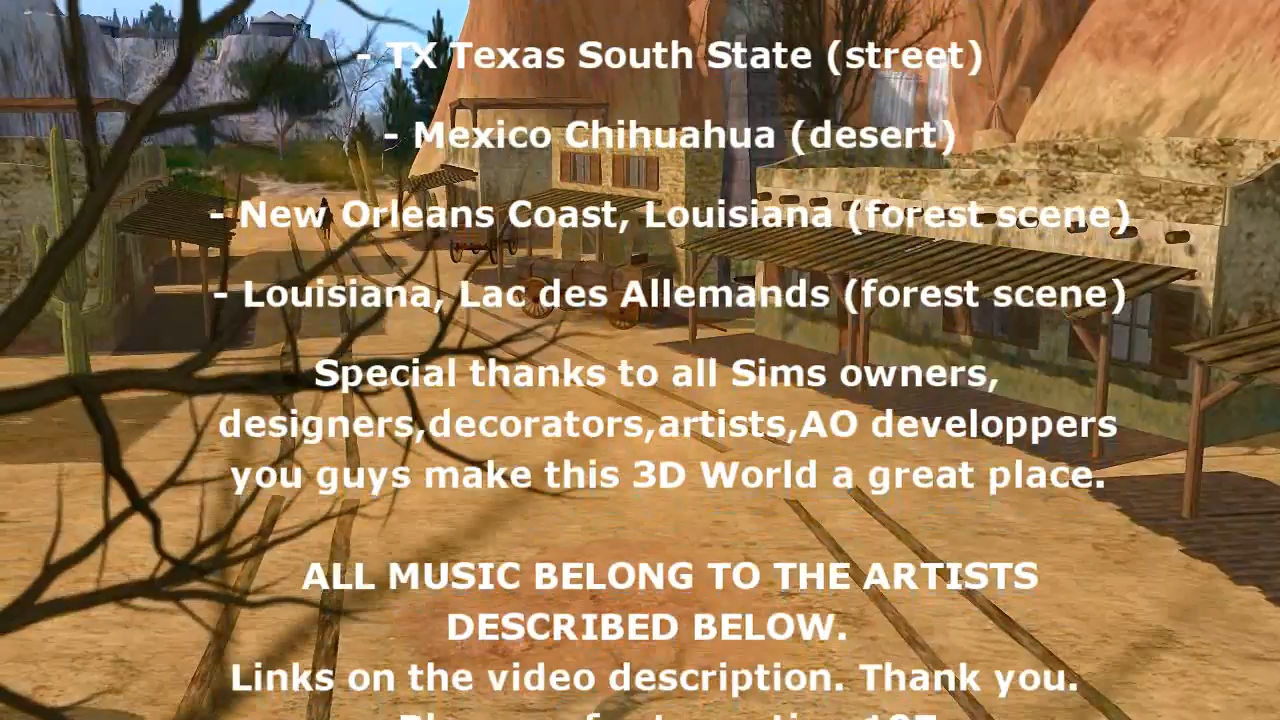 - TX Texas South State (street)
- Mexico Chihuahua (desert)
- New Orleans Coast, Louisiana (forest scene)
- Louisiana, Lac des Allemands (forest scene)
Special thanks to all Sims owners,
designers,decorators,artists,AO developpers
you guys make this 3D World a great place.
ALL MUSIC BELONG TO THE ARTISTS
DESCRIBED BELOW.
Links on the video description. Thank you.